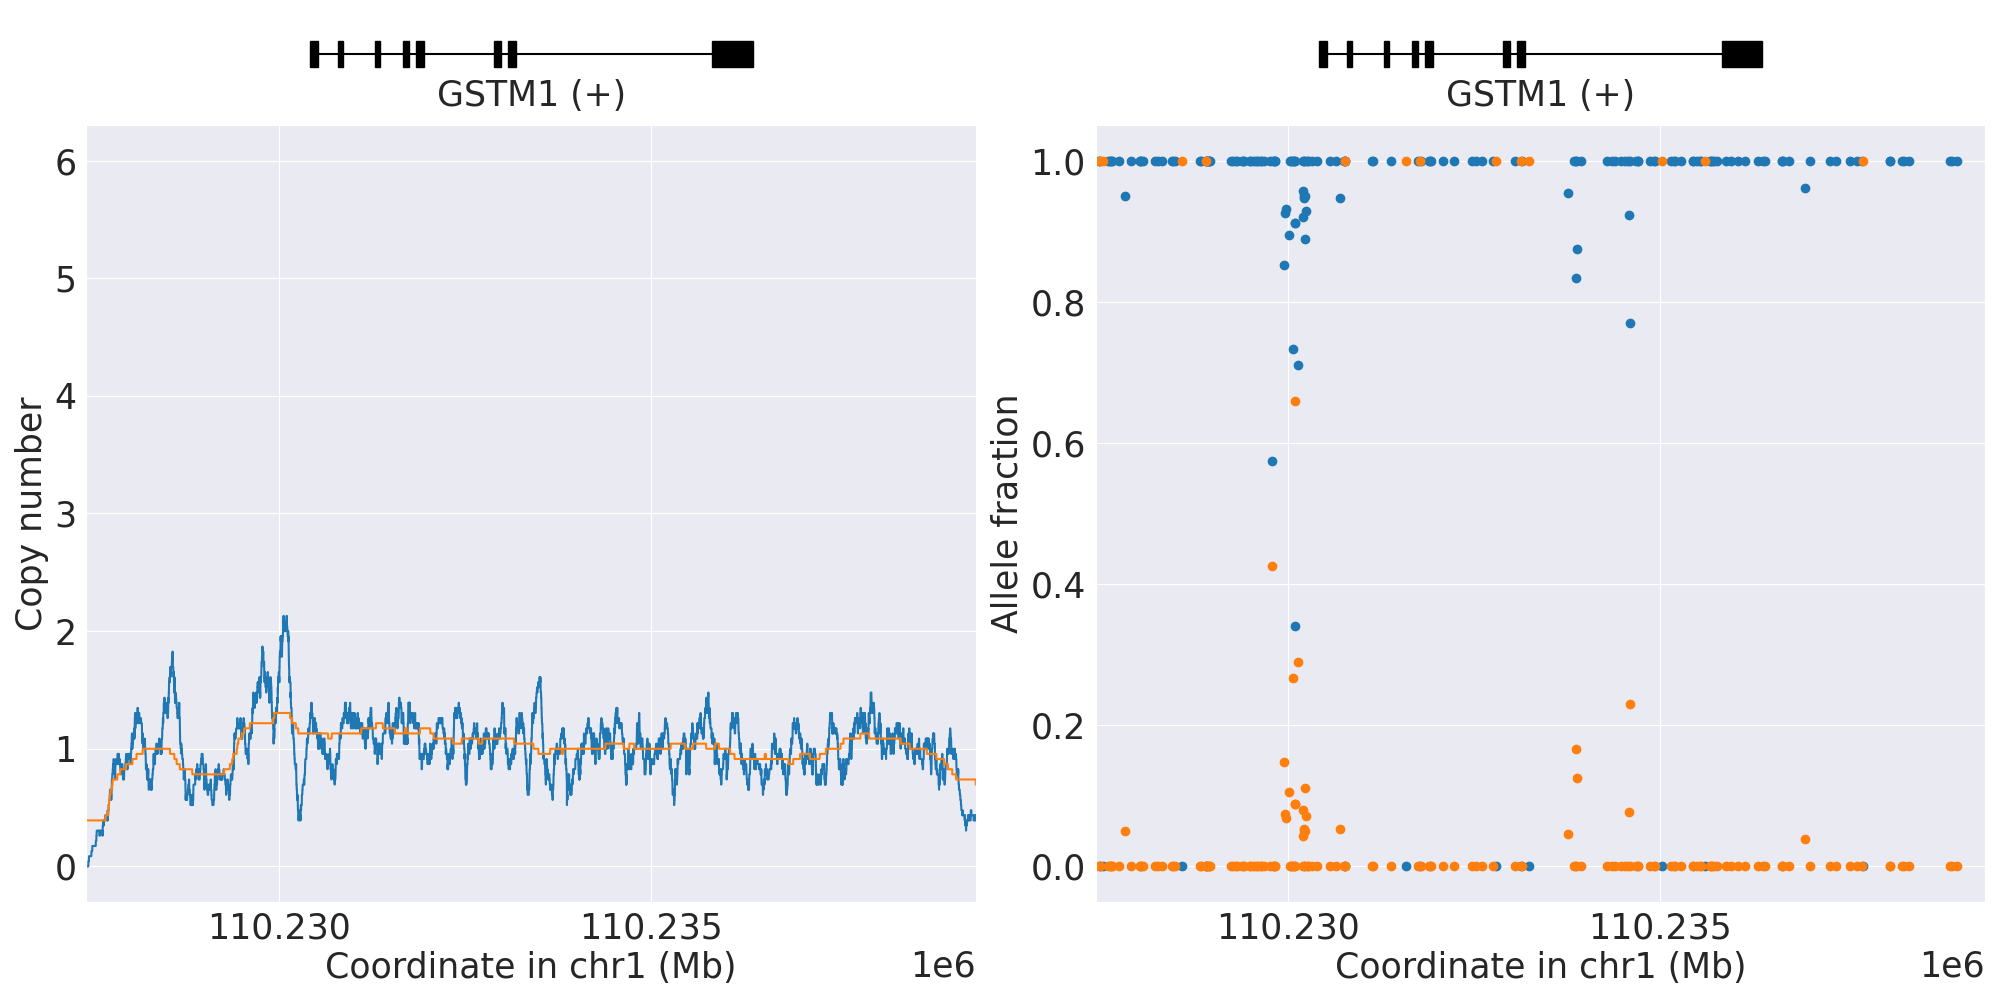 GSTM1 (+)
6
5
4
3
2
1
0
Copy number
110.230
110.235
Coordinate in chr1 (Mb)
1e6
GSTM1 (+)
1.0
0.8
0.6
0.4
0.2
0.0
Allele fraction
110.230
110.235
Coordinate in chr1 (Mb)
1e6